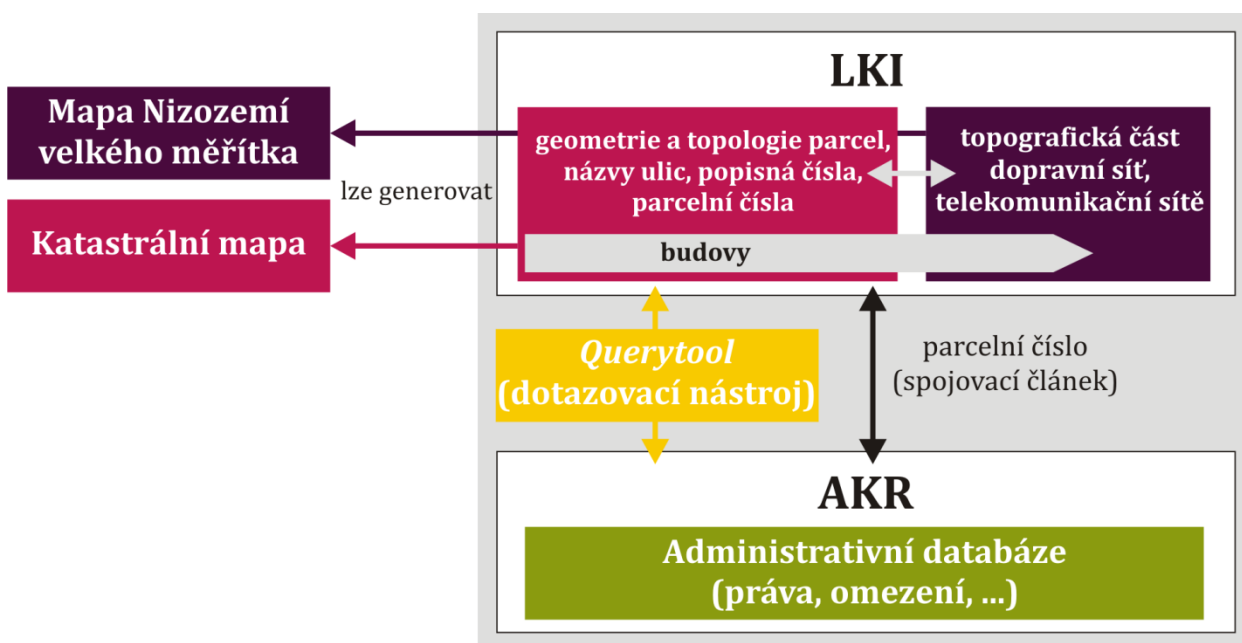 LKI
Mapa Nizozemí
velkého měřítka
lze generovat
Katastrální mapa
geometrie a topologie parcel,
názvy ulic, popisná čísla,
parcelní čísla
topografická část
dopravní síť,
telekomunikační sítě
budovy
Querytool
(dotazovací nástroj)
parcelní číslo
(spojovací článek)
AKR
Administrativní databáze
(práva, omezení, ...)